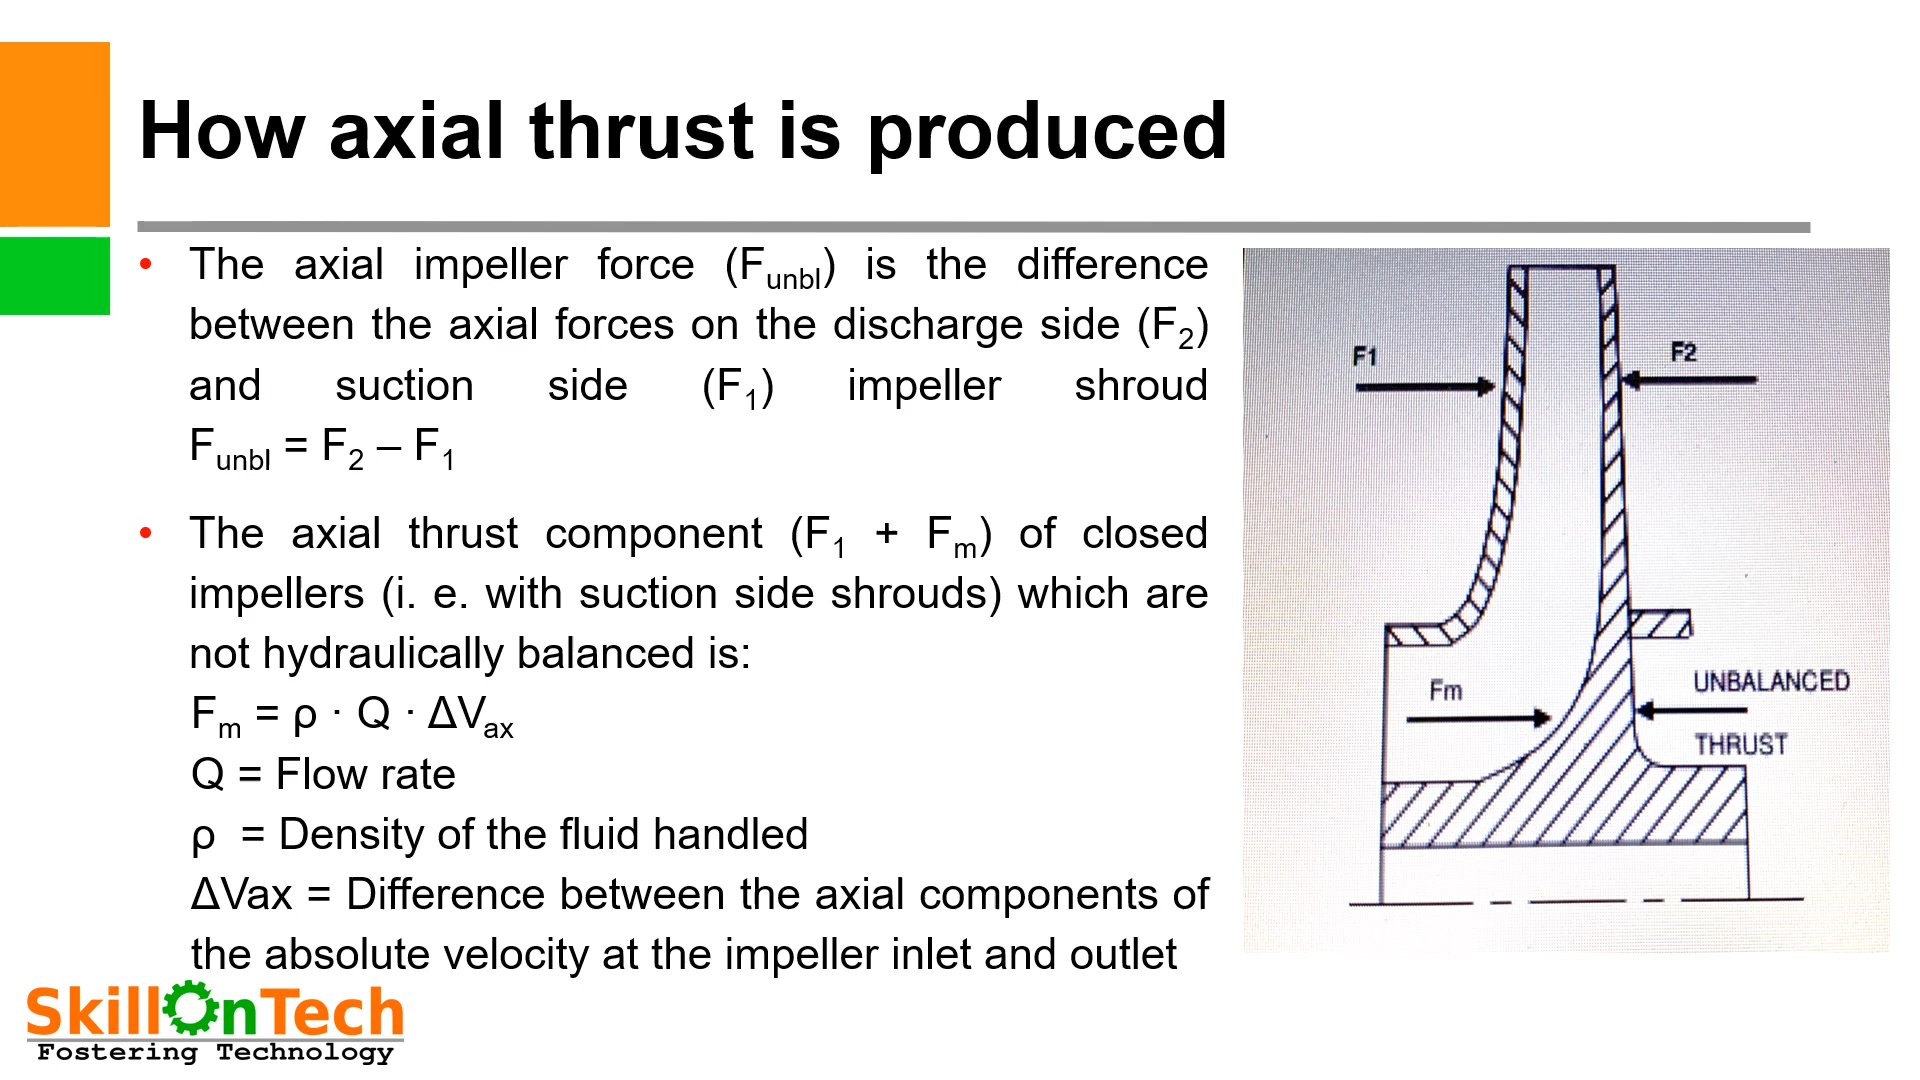 How axial thrust is produced
• The axial impeller force (Funbl) is the difference
between the axial forces on the discharge side (F2)
and suction side (F1) impeller shroud
Funbl = F2 – F1
• The axial thrust component (F1 + Fm) of closed
impellers (i. e. with suction side shrouds) which are
not hydraulically balanced is:
Fm = ρ · Q · ΔVax
Q = Flow rate
ρ = Density of the fluid handled
ΔVax = Difference between the axial components of
the absolute velocity at the impeller inlet and outlet
F1
F2
Fm
UNBALANCED
THRUST
SkillOnTech
Fostering Technology